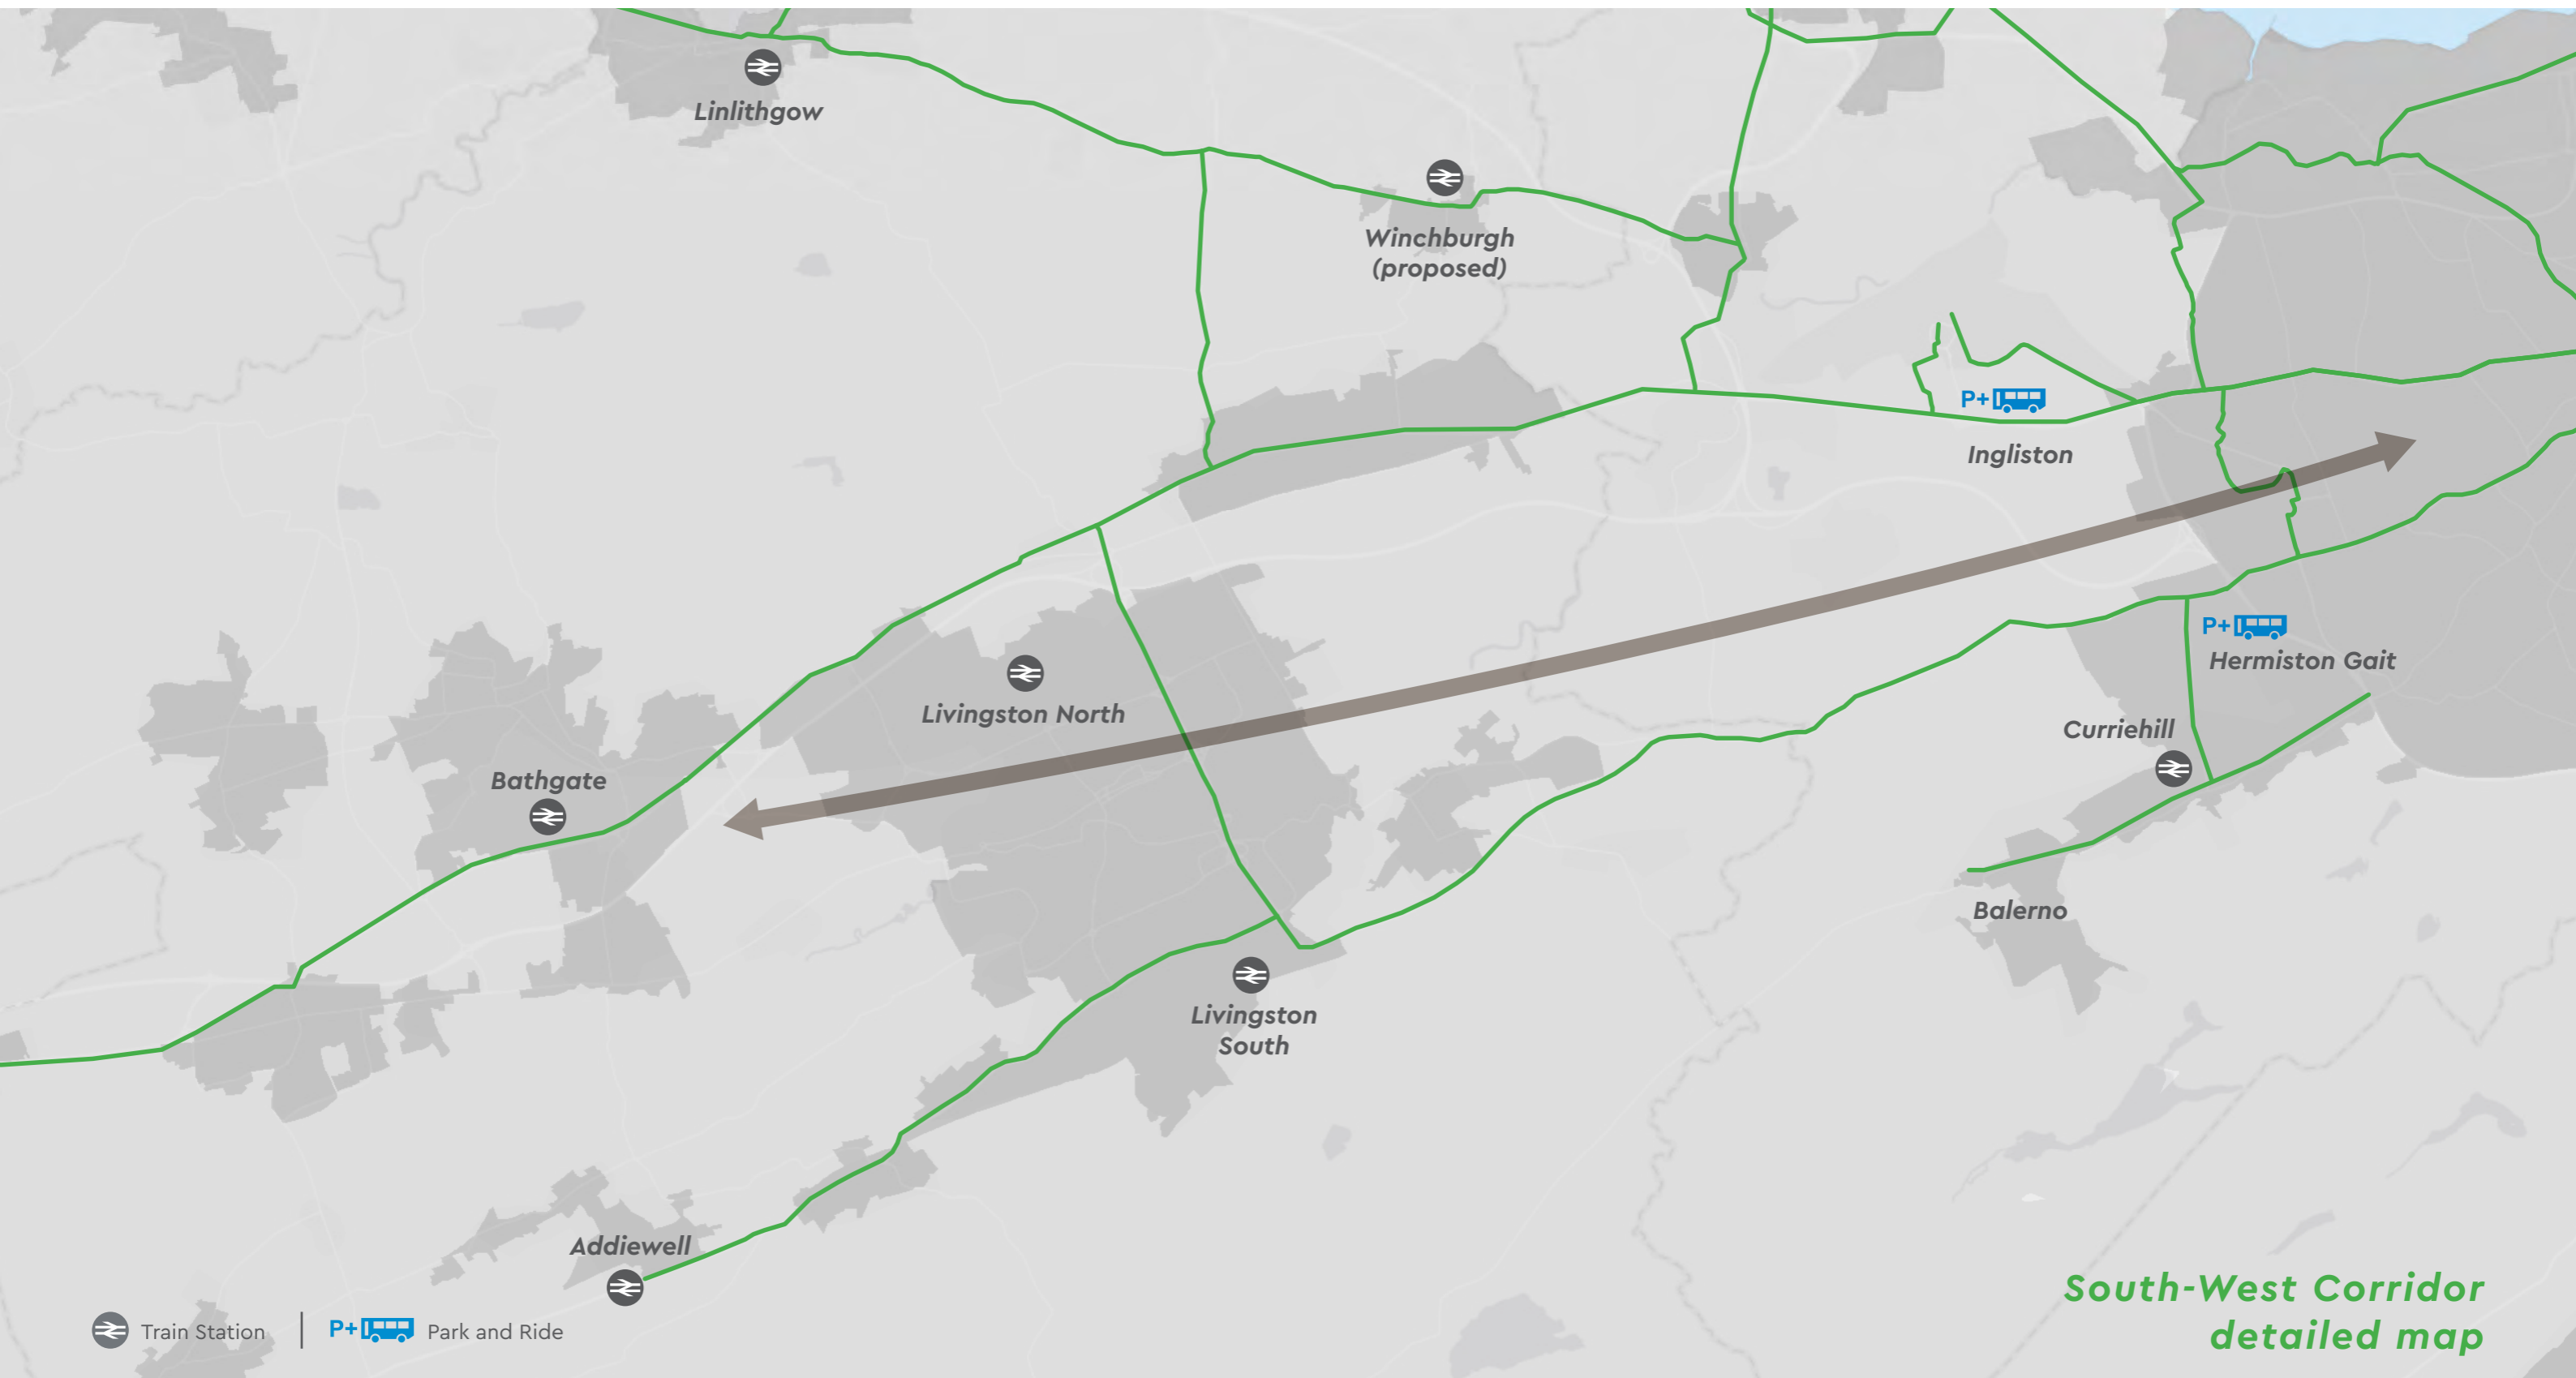 Linlithgow
Winchburgh
(proposed)
P+
Ingliston
P+
Hermiston Gait
Livingston North
Curriehill
Bathgate
Balerno
Livingston
South
Addiewell
Train Station
P+
Park and Ride
South-West Corridor
detailed map